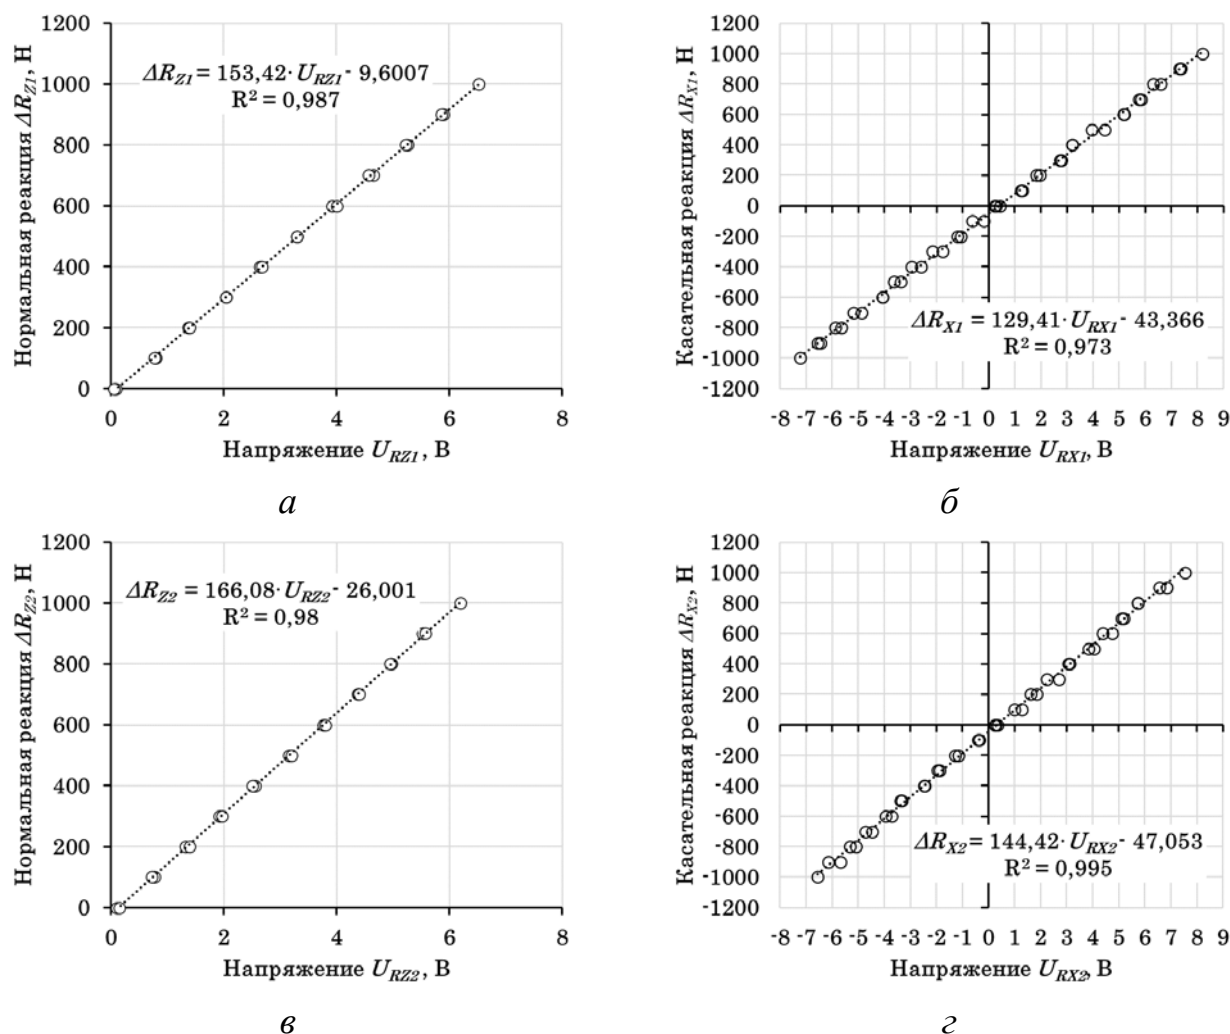 1200
1000
800
600
400
200
0
Нормальная реакция ΔR_Z1, Н
ΔR_Z1 = 153,42· U_RZ1 - 9,6007
R² = 0,987
0 2 4 6 8
Напряжение U_RZ1, В
а
1200
1000
800
600
400
200
0
-200
-400
-600
-800
-1000
-1200
Касательная реакция ΔR_X1, Н
ΔR_X1 = 129,41· U_RX1 - 43,366
R² = 0,973
-8 -7 -6 -5 -4 -3 -2 -1 0 1 2 3 4 5 6 7 8 9
Напряжение U_RX1, В
б
1200
1000
800
600
400
200
0
Нормальная реакция ΔR_Z2, Н
ΔR_Z2 = 166,08· U_RZ2 - 26,001
R² = 0,98
0 2 4 6 8
Напряжение U_RZ2, В
в
1200
1000
800
600
400
200
0
-200
-400
-600
-800
-1000
-1200
Касательная реакция ΔR_X2, Н
ΔR_X2 = 144,42· U_RX2 - 47,053
R² = 0,995
-8 -7 -6 -5 -4 -3 -2 -1 0 1 2 3 4 5 6 7 8 9
Напряжение U_RX2, В
г